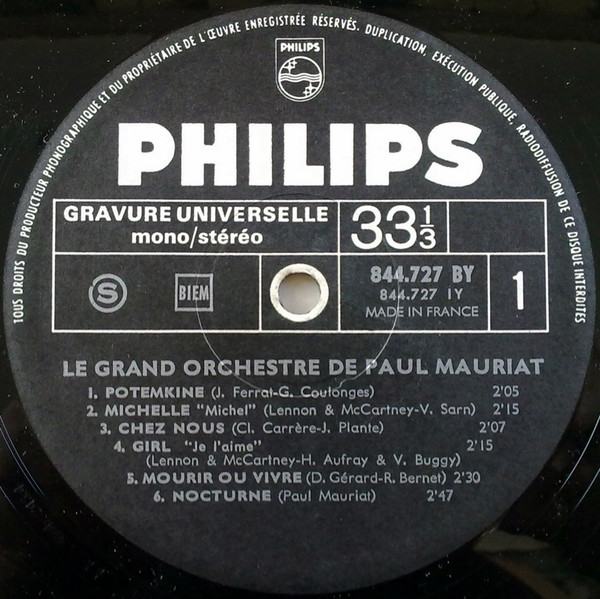 TOUS DROITS DU PRODUCTEUR PHONOGRAPHIQUE ET DU PROPRIÉTAIRE DE L'ŒUVRE ENREGISTRÉE RÉSERVÉS. DUPLICATION, EXÉCUTION PUBLIQUE, RADIODIFFUSION DE CE DISQUE INTERDITES
PHILIPS
PHILIPS
GRAVURE UNIVERSELLE
mono/stéréo
33 1/3
S
BIEM
844.727 BY
844.727 IY
MADE IN FRANCE
1
LE GRAND ORCHESTRE DE PAUL MAURIAT
1. POTEMKINE (J. Ferrat-G. Coulonges) 2'05
2. MICHELLE "Michel" (Lennon & McCartney-V. Sarn) 2'15
3. CHEZ NOUS (Cl. Carrère-J. Plante) 2'07
4. GIRL "Je l'aime" 2'15
(Lennon & McCartney-H. Aufray & V. Buggy)
5. MOURIR OU VIVRE (D. Gérard-R. Bernet) 2'30
6. NOCTURNE (Paul Mauriat) 2'47